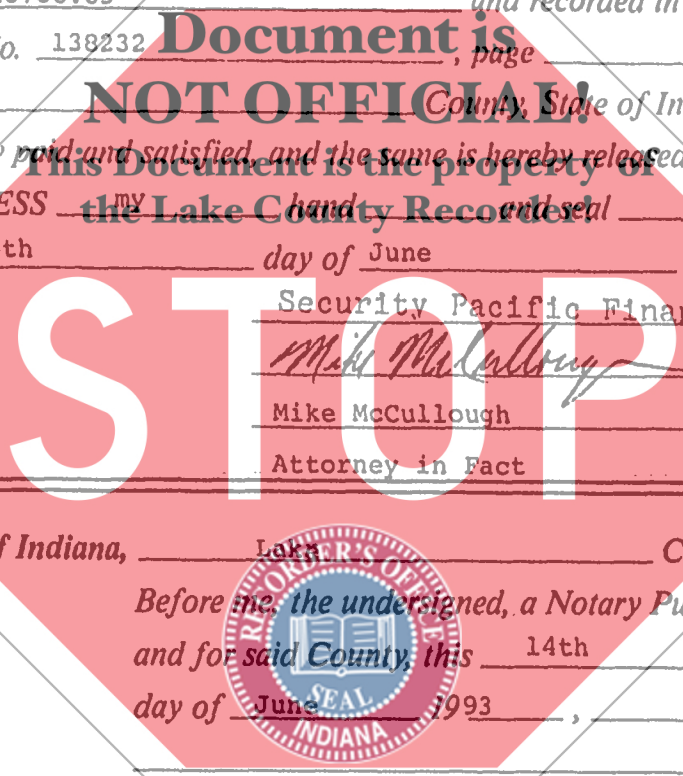 and recorded in
o. 138232 , page
Document is
NOT OFFICIAL!
County, State of In
paid and satisfied, and the same is hereby released
This Document is the property of
ESS my hand and seal
the Lake County Recorder!
th day of June
STOP
Security Pacific Finan
Mike McCullough
Mike McCullough
Attorney in Fact
f Indiana, Lake C
Before me, the undersigned, a Notary Pu
and for said County, this 14th
day of June 1993 ,
RECORDER'S OFFICE
SEAL
INDIANA